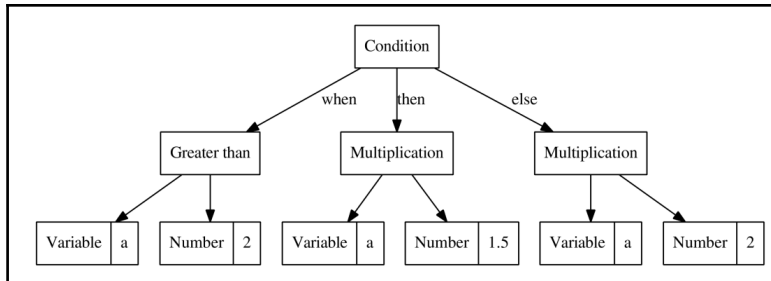 Condition
when then else
Greater than Multiplication Multiplication
Variable a Number 2 Variable a Number 1.5 Variable a Number 2